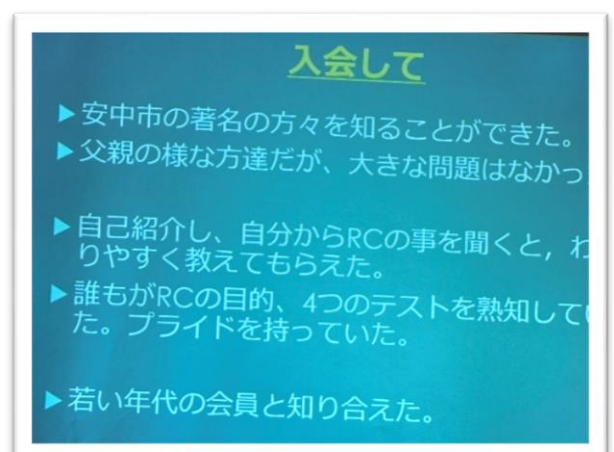 入会して
▶安中市の著名の方々を知ることができた。
▶父親の様な方達だが、大きな問題はなかっ
▶自己紹介し、自分からRCの事を聞くと，わ
りやすく教えてもらえた。
▶誰もがRCの目的、4つのテストを熟知してい
た。プライドを持っていた。
▶若い年代の会員と知り合えた。